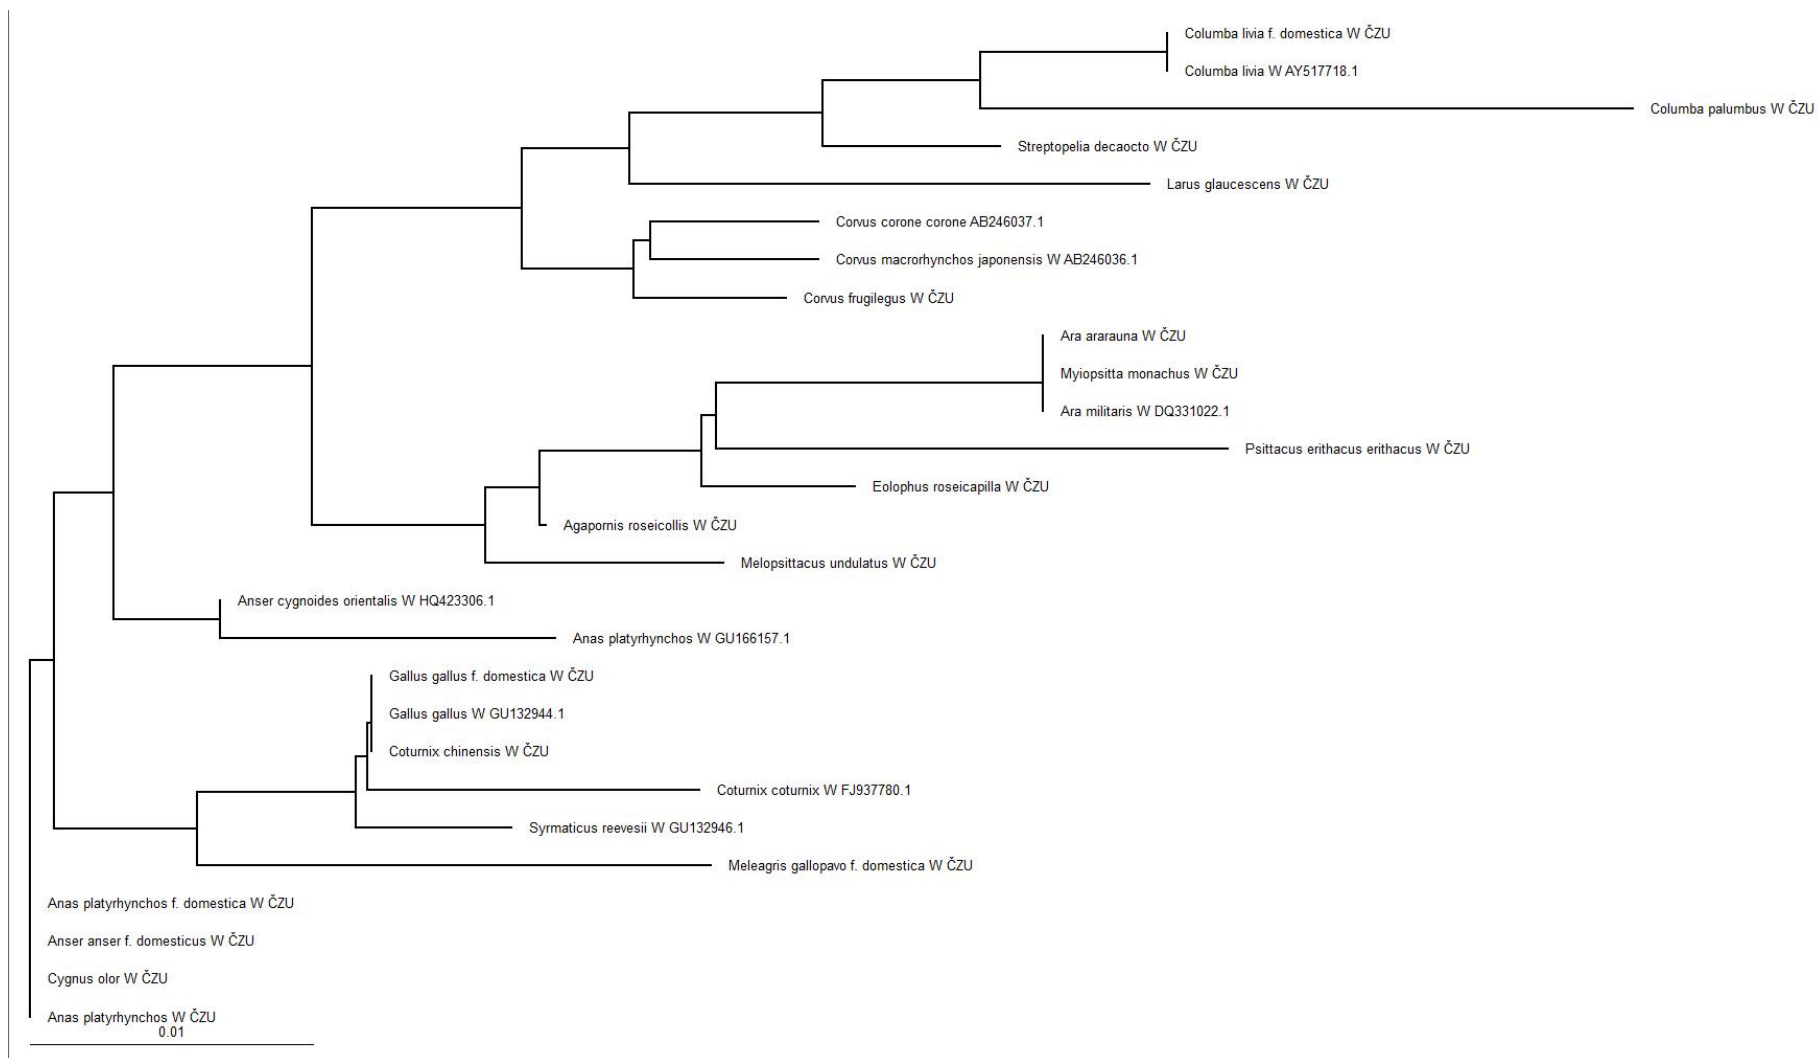 Columba livia f. domestica W ČZU
Columba livia W AY517718.1
Columba palumbus W ČZU
Streptopelia decaocto W ČZU
Larus glaucescens W ČZU
Corvus corone corone AB246037.1
Corvus macrorhynchos japonensis W AB246036.1
Corvus frugilegus W ČZU
Ara ararauna W ČZU
Myiopsitta monachus W ČZU
Ara militaris W DQ331022.1
Psittacus erithacus erithacus W ČZU
Eolophus roseicapilla W ČZU
Agapornis roseicollis W ČZU
Melopsittacus undulatus W ČZU
Anser cygnoides orientalis W HQ423306.1
Anas platyrhynchos W GU166157.1
Gallus gallus f. domestica W ČZU
Gallus gallus W GU132944.1
Coturnix chinensis W ČZU
Coturnix coturnix W FJ937780.1
Syrmaticus reevesii W GU132946.1
Meleagris gallopavo f. domestica W ČZU
Anas platyrhynchos f. domestica W ČZU
Anser anser f. domesticus W ČZU
Cygnus olor W ČZU
Anas platyrhynchos W ČZU
0.01